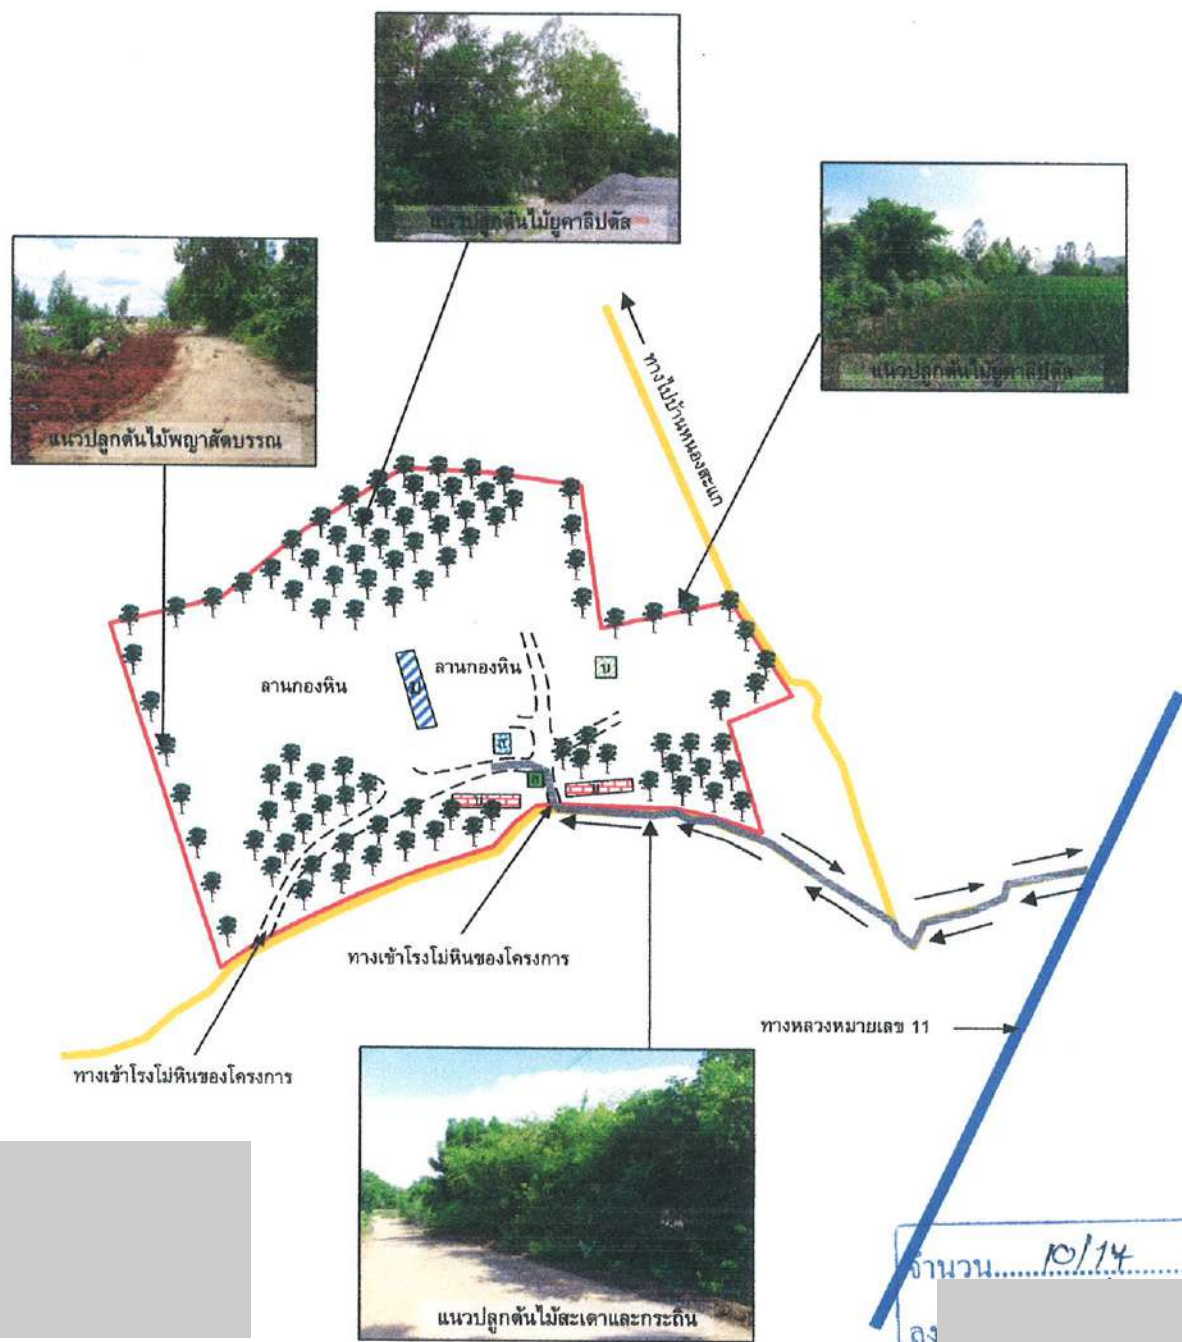 แนวปลูกต้นไม้ยูคาลิปตัส
แนวปลูกต้นไม้ยูคาลิปตัส
แนวปลูกต้นไม้พญาสัตบรรณ
ทางไปบ้านหนองสะแก
ลานกองหิน
ลานกองหิน
บ
ทางเข้าโรงโม่หินของโครงการ
ทางหลวงหมายเลข 11
ทางเข้าโรงโม่หินของโครงการ
แนวปลูกต้นไม้สะเดาและกระถิน
จำนวน 10/14
ลง